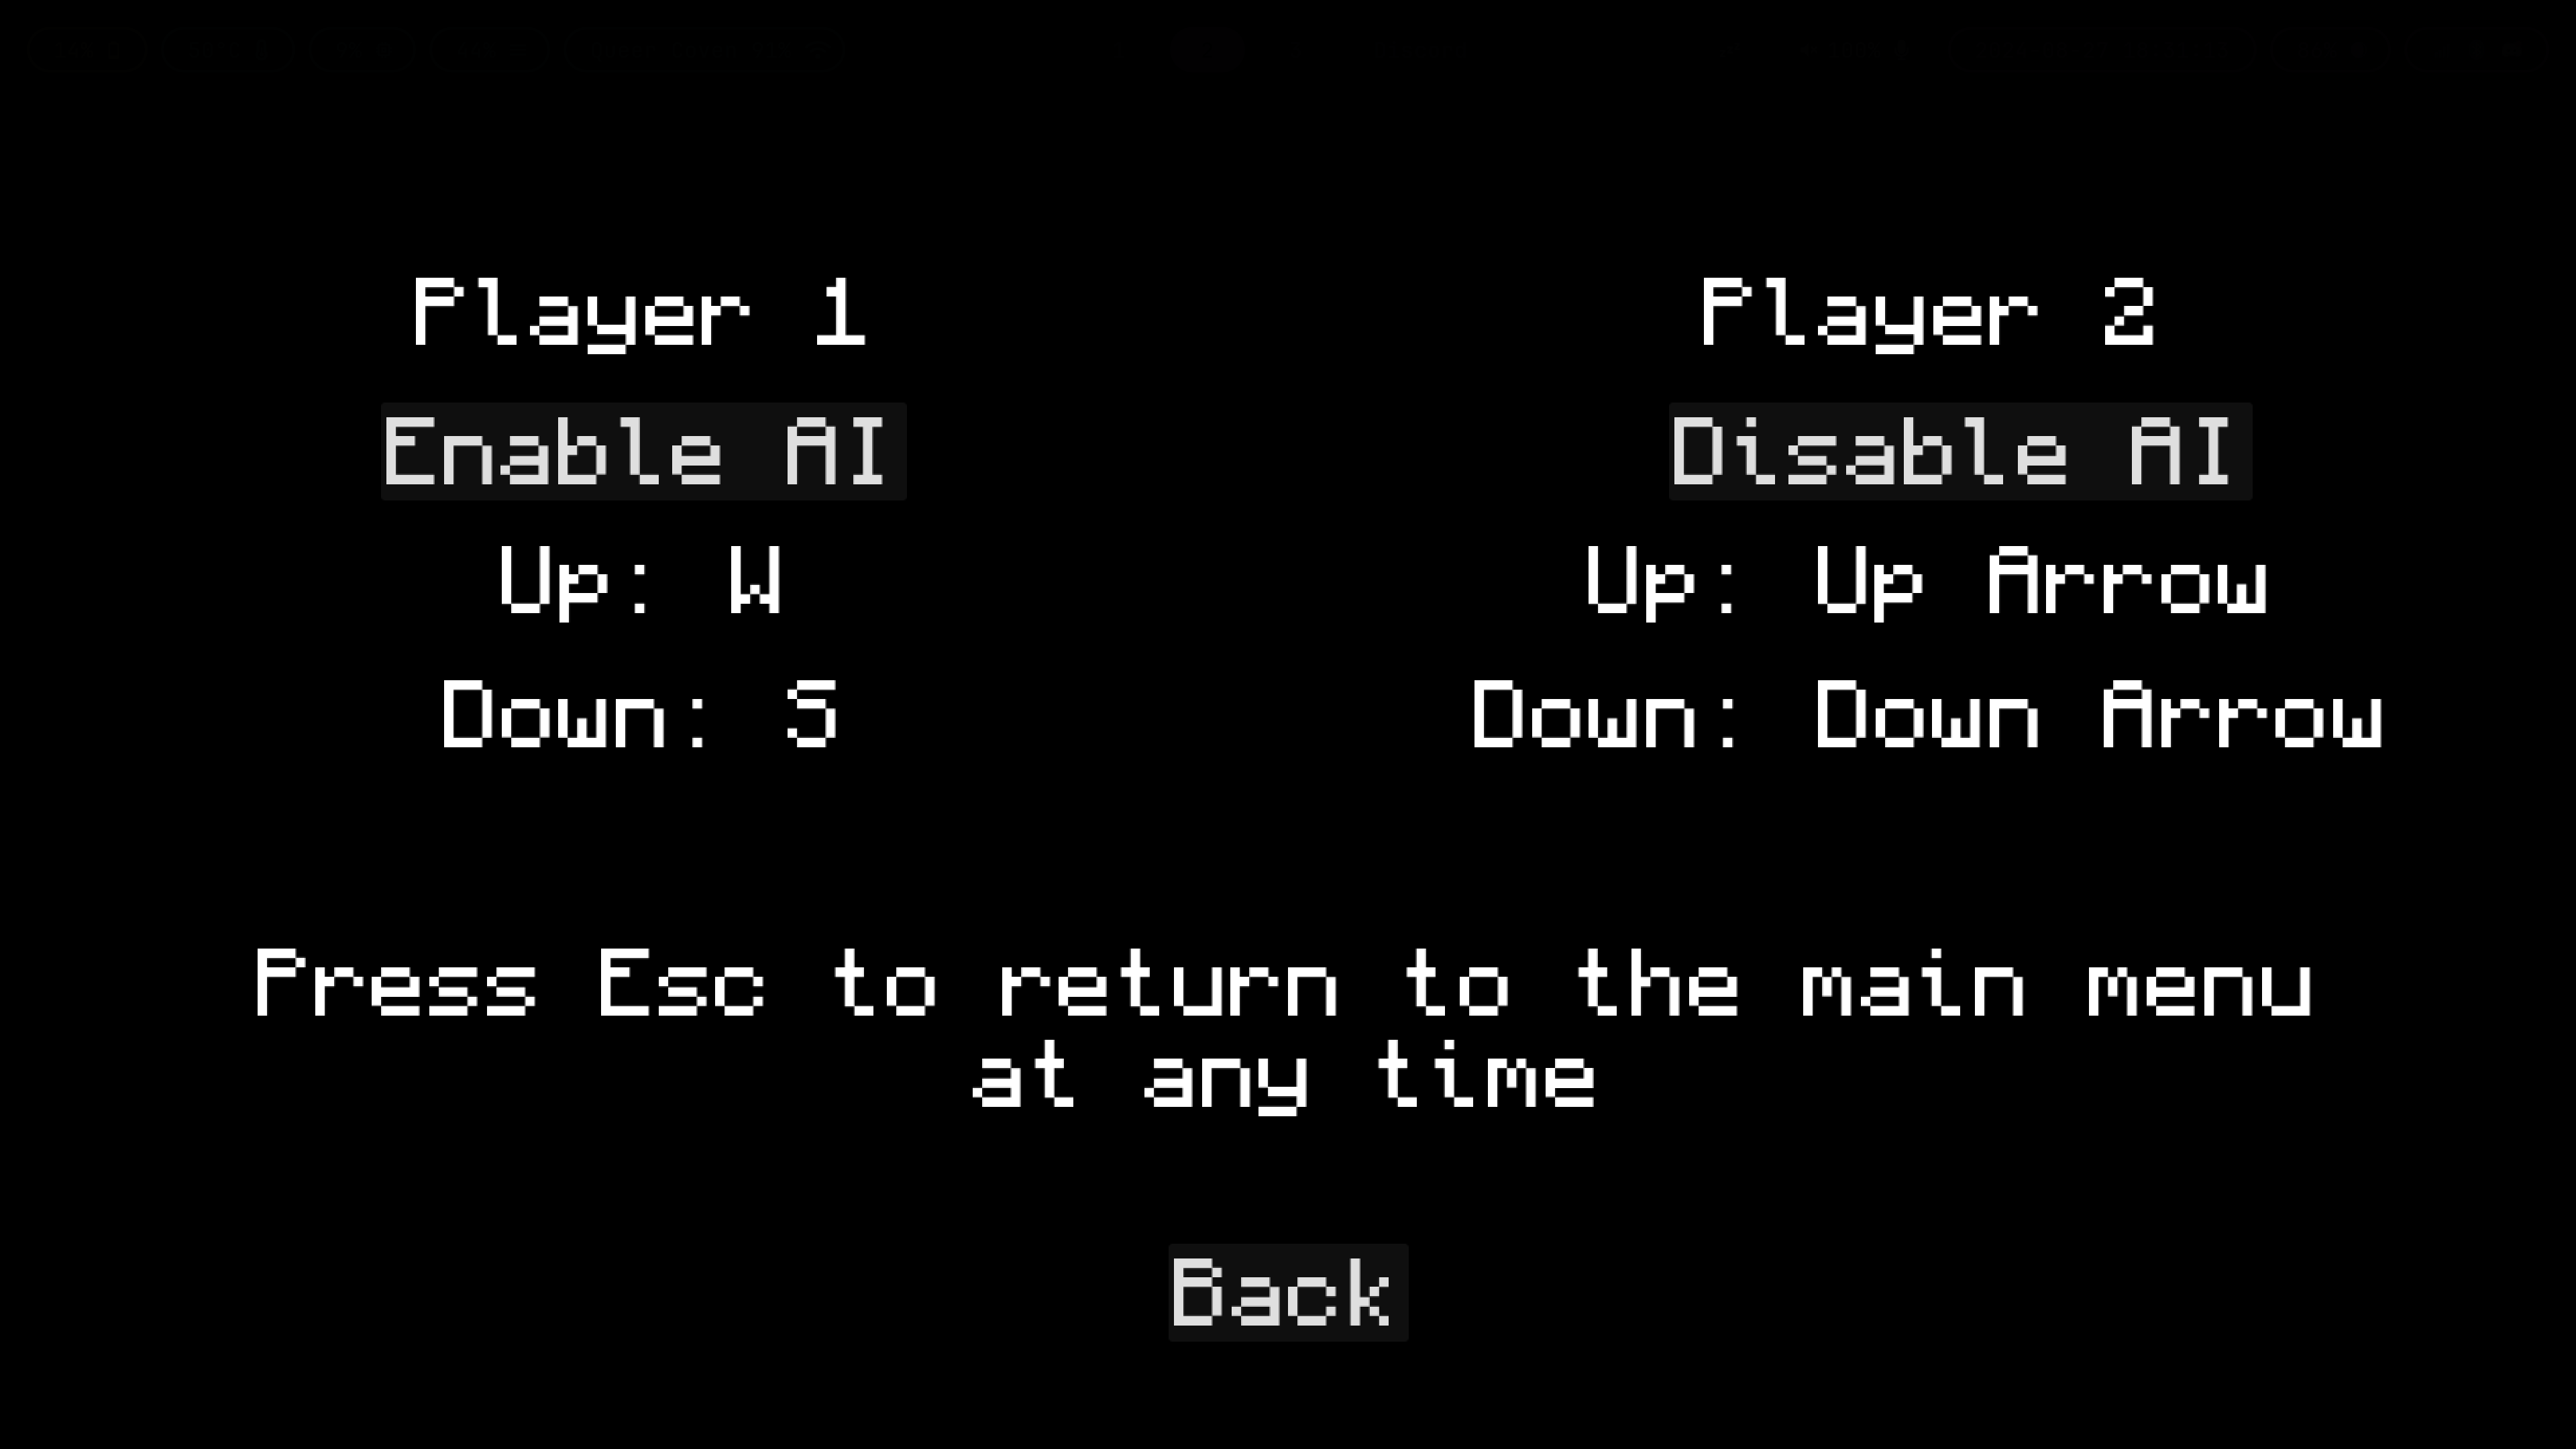 Player 1
Enable AI
Up: W
Down: S
Player 2
Disable AI
Up: Up Arrow
Down: Down Arrow
Press Esc to return to the main menu
at any time
Back